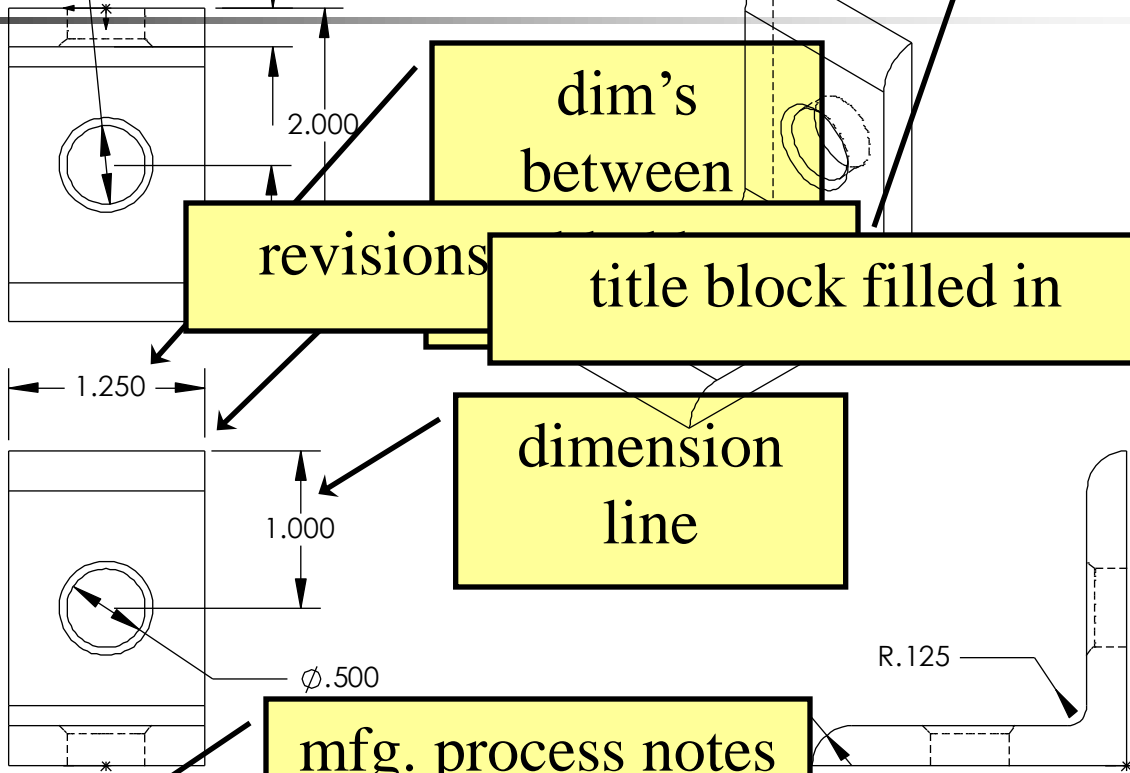 2.000
dim's
between
revisions
title block filled in
1.250
dimension
line
1.000
R.125
∅.500
mfg. process notes